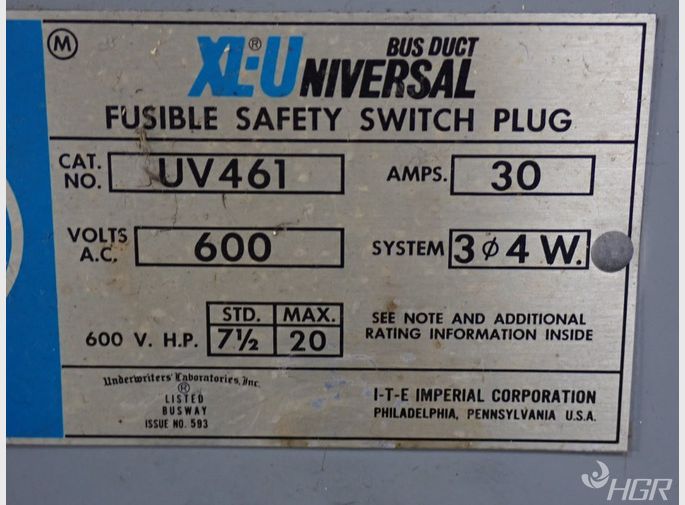 M
XL·U® BUS DUCT
NIVERSAL
FUSIBLE SAFETY SWITCH PLUG
CAT. NO. UV461 AMPS. 30
VOLTS A.C. 600 SYSTEM 3 ⌀ 4 W.
STD. MAX.
600 V. H.P. 7½ 20
SEE NOTE AND ADDITIONAL
RATING INFORMATION INSIDE
Underwriters' Laboratories, Inc.
®
LISTED
BUSWAY
ISSUE NO. 593
I-T-E IMPERIAL CORPORATION
PHILADELPHIA, PENNSYLVANIA U.S.A.
HGR